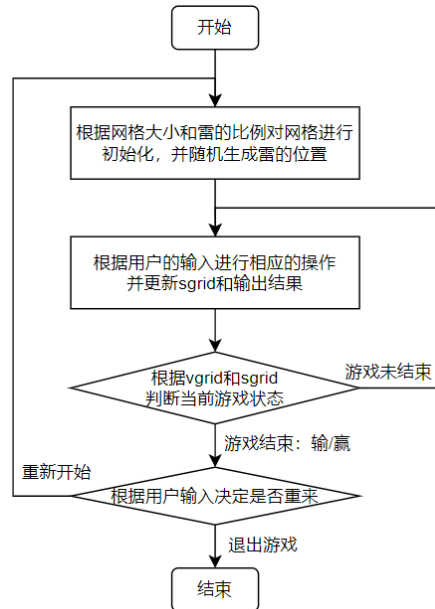 开始
根据网格大小和雷的比例对网格进行
初始化，并随机生成雷的位置
根据用户的输入进行相应的操作
并更新sgrid和输出结果
根据vgrid和sgrid
判断当前游戏状态
游戏未结束
游戏结束：输/赢
重新开始
根据用户输入决定是否重来
退出游戏
结束